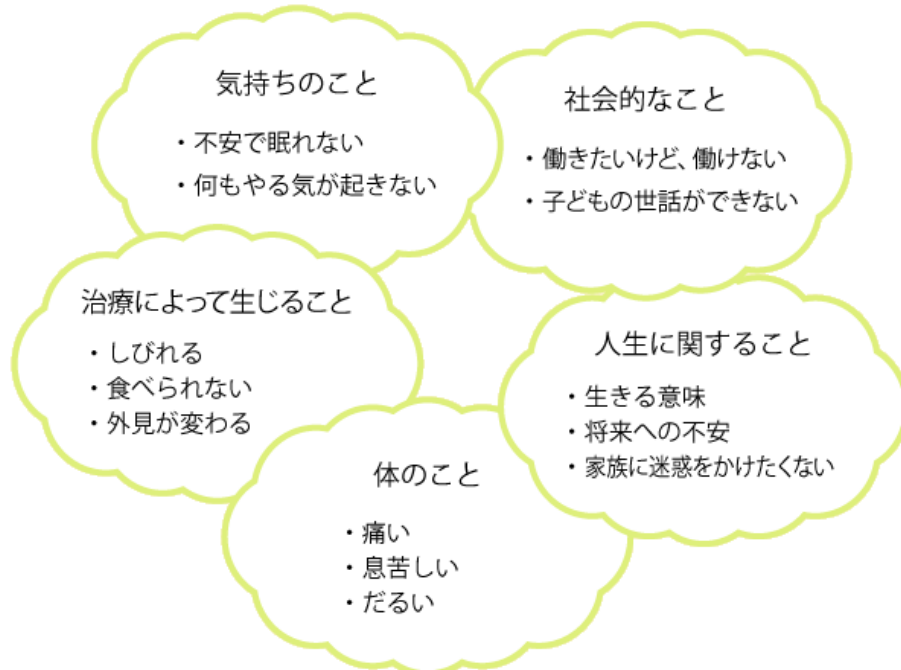 気持ちのこと
・不安で眠れない
・何もやる気が起きない
社会的なこと
・働きたいけど、働けない
・子どもの世話ができない
治療によって生じること
・しびれる
・食べられない
・外見が変わる
人生に関すること
・生きる意味
・将来への不安
・家族に迷惑をかけたくない
体のこと
・痛い
・息苦しい
・だるい